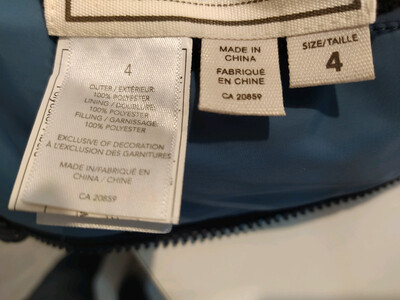 4
OUTER / EXTÉRIEUR:
100% POLYESTER
LINING / DOUBLURE:
100% POLYESTER
FILLING / GARNISSAGE:
100% POLYESTER
EXCLUSIVE OF DECORATION
À L'EXCLUSION DES GARNITURES
MADE IN/FABRIQUÉ EN
CHINA / CHINE
CA 20859
MADE IN
CHINA
FABRIQUÉ
EN CHINE
CA 20859
SIZE/TAILLE
4